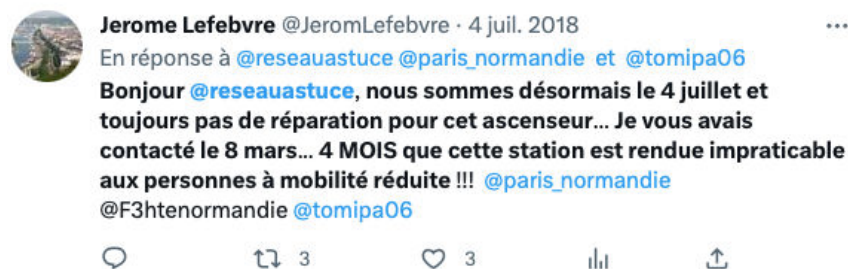 Jerome Lefebvre @JeromLefebvre · 4 juil. 2018
En réponse à @reseauastuce @paris_normandie et @tomipa06
Bonjour @reseauastuce, nous sommes désormais le 4 juillet et
toujours pas de réparation pour cet ascenseur... Je vous avais
contacté le 8 mars... 4 MOIS que cette station est rendue impraticable
aux personnes à mobilité réduite !!! @paris_normandie
@F3htenormandie @tomipa06
3 3